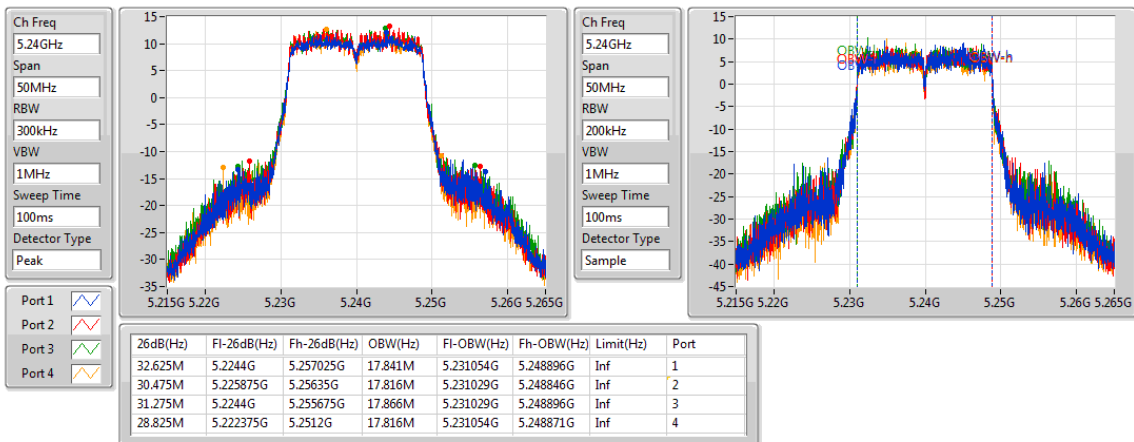 Ch Freq
5.24GHz
Span
50MHz
RBW
300kHz
VBW
1MHz
Sweep Time
100ms
Detector Type
Peak
15
10
5
0
-5
-10
-15
-20
-25
-30
-35
5.215G 5.22G 5.23G 5.24G 5.25G 5.26G 5.265G
Ch Freq
5.24GHz
Span
50MHz
RBW
200kHz
VBW
1MHz
Sweep Time
100ms
Detector Type
Sample
15
10
5
0
-5
-10
-15
-20
-25
-30
-35
-40
-45
5.215G 5.22G 5.23G 5.24G 5.25G 5.26G 5.265G
Port 1
Port 2
Port 3
Port 4
26dB(Hz) Fl-26dB(Hz) Fh-26dB(Hz) OBW(Hz) Fl-OBW(Hz) Fh-OBW(Hz) Limit(Hz) Port
32.625M 5.2244G 5.257025G 17.841M 5.231054G 5.248896G Inf 1
30.475M 5.225875G 5.25635G 17.816M 5.231029G 5.248846G Inf 2
31.275M 5.2244G 5.255675G 17.866M 5.231029G 5.248896G Inf 3
28.825M 5.222375G 5.2512G 17.816M 5.231054G 5.248871G Inf 4